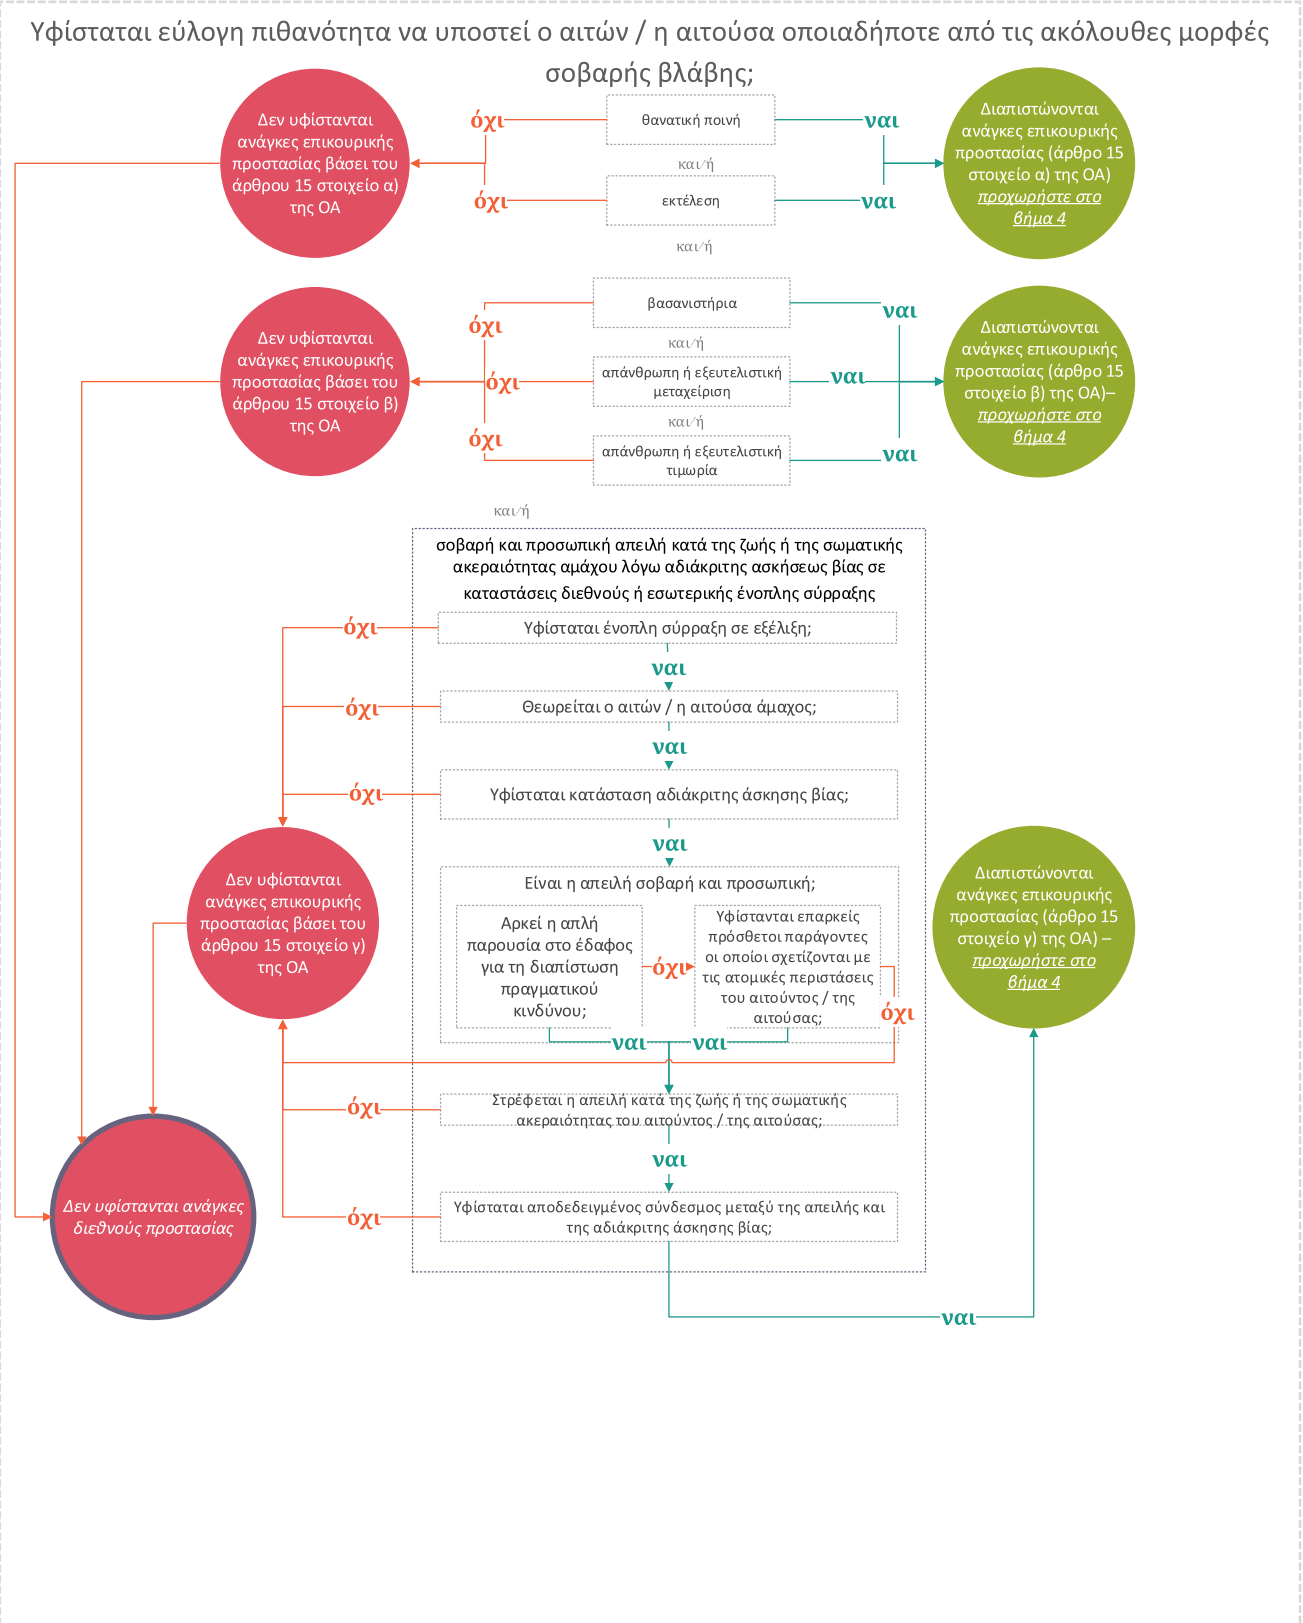 Υφίσταται εύλογη πιθανότητα να υποστεί ο αιτών / η αιτούσα οποιαδήποτε από τις ακόλουθες μορφές
σοβαρής βλάβης;
Δεν υφίστανται
ανάγκες επικουρικής
προστασίας βάσει του
άρθρου 15 στοιχείο α)
της ΟΑ
όχι
θανατική ποινή
ναι
και/ή
όχι
εκτέλεση
ναι
Διαπιστώνονται
ανάγκες επικουρικής
προστασίας (άρθρο 15
στοιχείο α) της ΟΑ)
προχωρήστε στο
βήμα 4
και/ή
Δεν υφίστανται
ανάγκες επικουρικής
προστασίας βάσει του
άρθρου 15 στοιχείο β)
της ΟΑ
όχι
βασανιστήρια
ναι
και/ή
όχι
απάνθρωπη ή εξευτελιστική
μεταχείριση
ναι
και/ή
όχι
απάνθρωπη ή εξευτελιστική
τιμωρία
ναι
Διαπιστώνονται
ανάγκες επικουρικής
προστασίας (άρθρο 15
στοιχείο β) της ΟΑ)–
προχωρήστε στο
βήμα 4
και/ή
σοβαρή και προσωπική απειλή κατά της ζωής ή της σωματικής
ακεραιότητας αμάχου λόγω αδιάκριτης ασκήσεως βίας σε
καταστάσεις διεθνούς ή εσωτερικής ένοπλης σύρραξης
όχι
Υφίσταται ένοπλη σύρραξη σε εξέλιξη;
ναι
όχι
Θεωρείται ο αιτών / η αιτούσα άμαχος;
ναι
όχι
Υφίσταται κατάσταση αδιάκριτης άσκησης βίας;
ναι
Δεν υφίστανται
ανάγκες επικουρικής
προστασίας βάσει του
άρθρου 15 στοιχείο γ)
της ΟΑ
Είναι η απειλή σοβαρή και προσωπική;
Αρκεί η απλή
παρουσία στο έδαφος
για τη διαπίστωση
πραγματικού
κινδύνου;
όχι
Υφίστανται επαρκείς
πρόσθετοι παράγοντες
οι οποίοι σχετίζονται με
τις ατομικές περιστάσεις
του αιτούντος / της
αιτούσας;
όχι
ναι
ναι
Διαπιστώνονται
ανάγκες επικουρικής
προστασίας (άρθρο 15
στοιχείο γ) της ΟΑ) –
προχωρήστε στο
βήμα 4
όχι
Στρέφεται η απειλή κατά της ζωής ή της σωματικής
ακεραιότητας του αιτούντος / της αιτούσας;
ναι
όχι
Υφίσταται αποδεδειγμένος σύνδεσμος μεταξύ της απειλής και
της αδιάκριτης άσκησης βίας;
ναι
Δεν υφίστανται ανάγκες
διεθνούς προστασίας